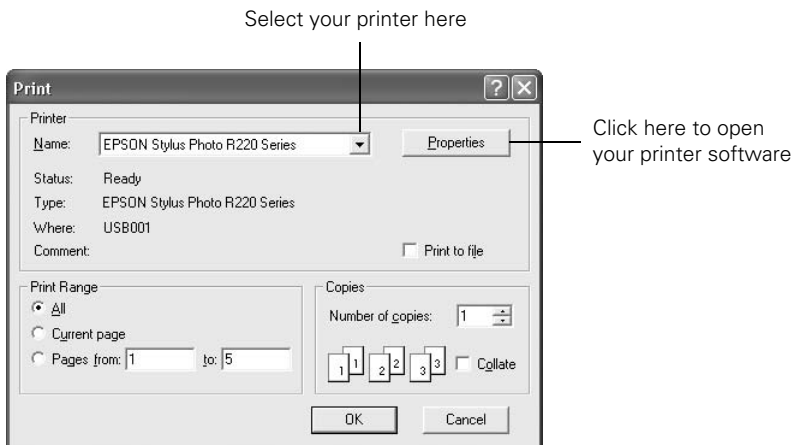 Select your printer here
Print
Printer
Name: EPSON Stylus Photo R220 Series Properties
Click here to open
your printer software
Status: Ready
Type: EPSON Stylus Photo R220 Series
Where: USB001
Comment: Print to file
Print Range
All
Current page
Pages from: 1 to: 5
Copies
Number of copies: 1
1 1 2 2 3 3 Collate
OK Cancel